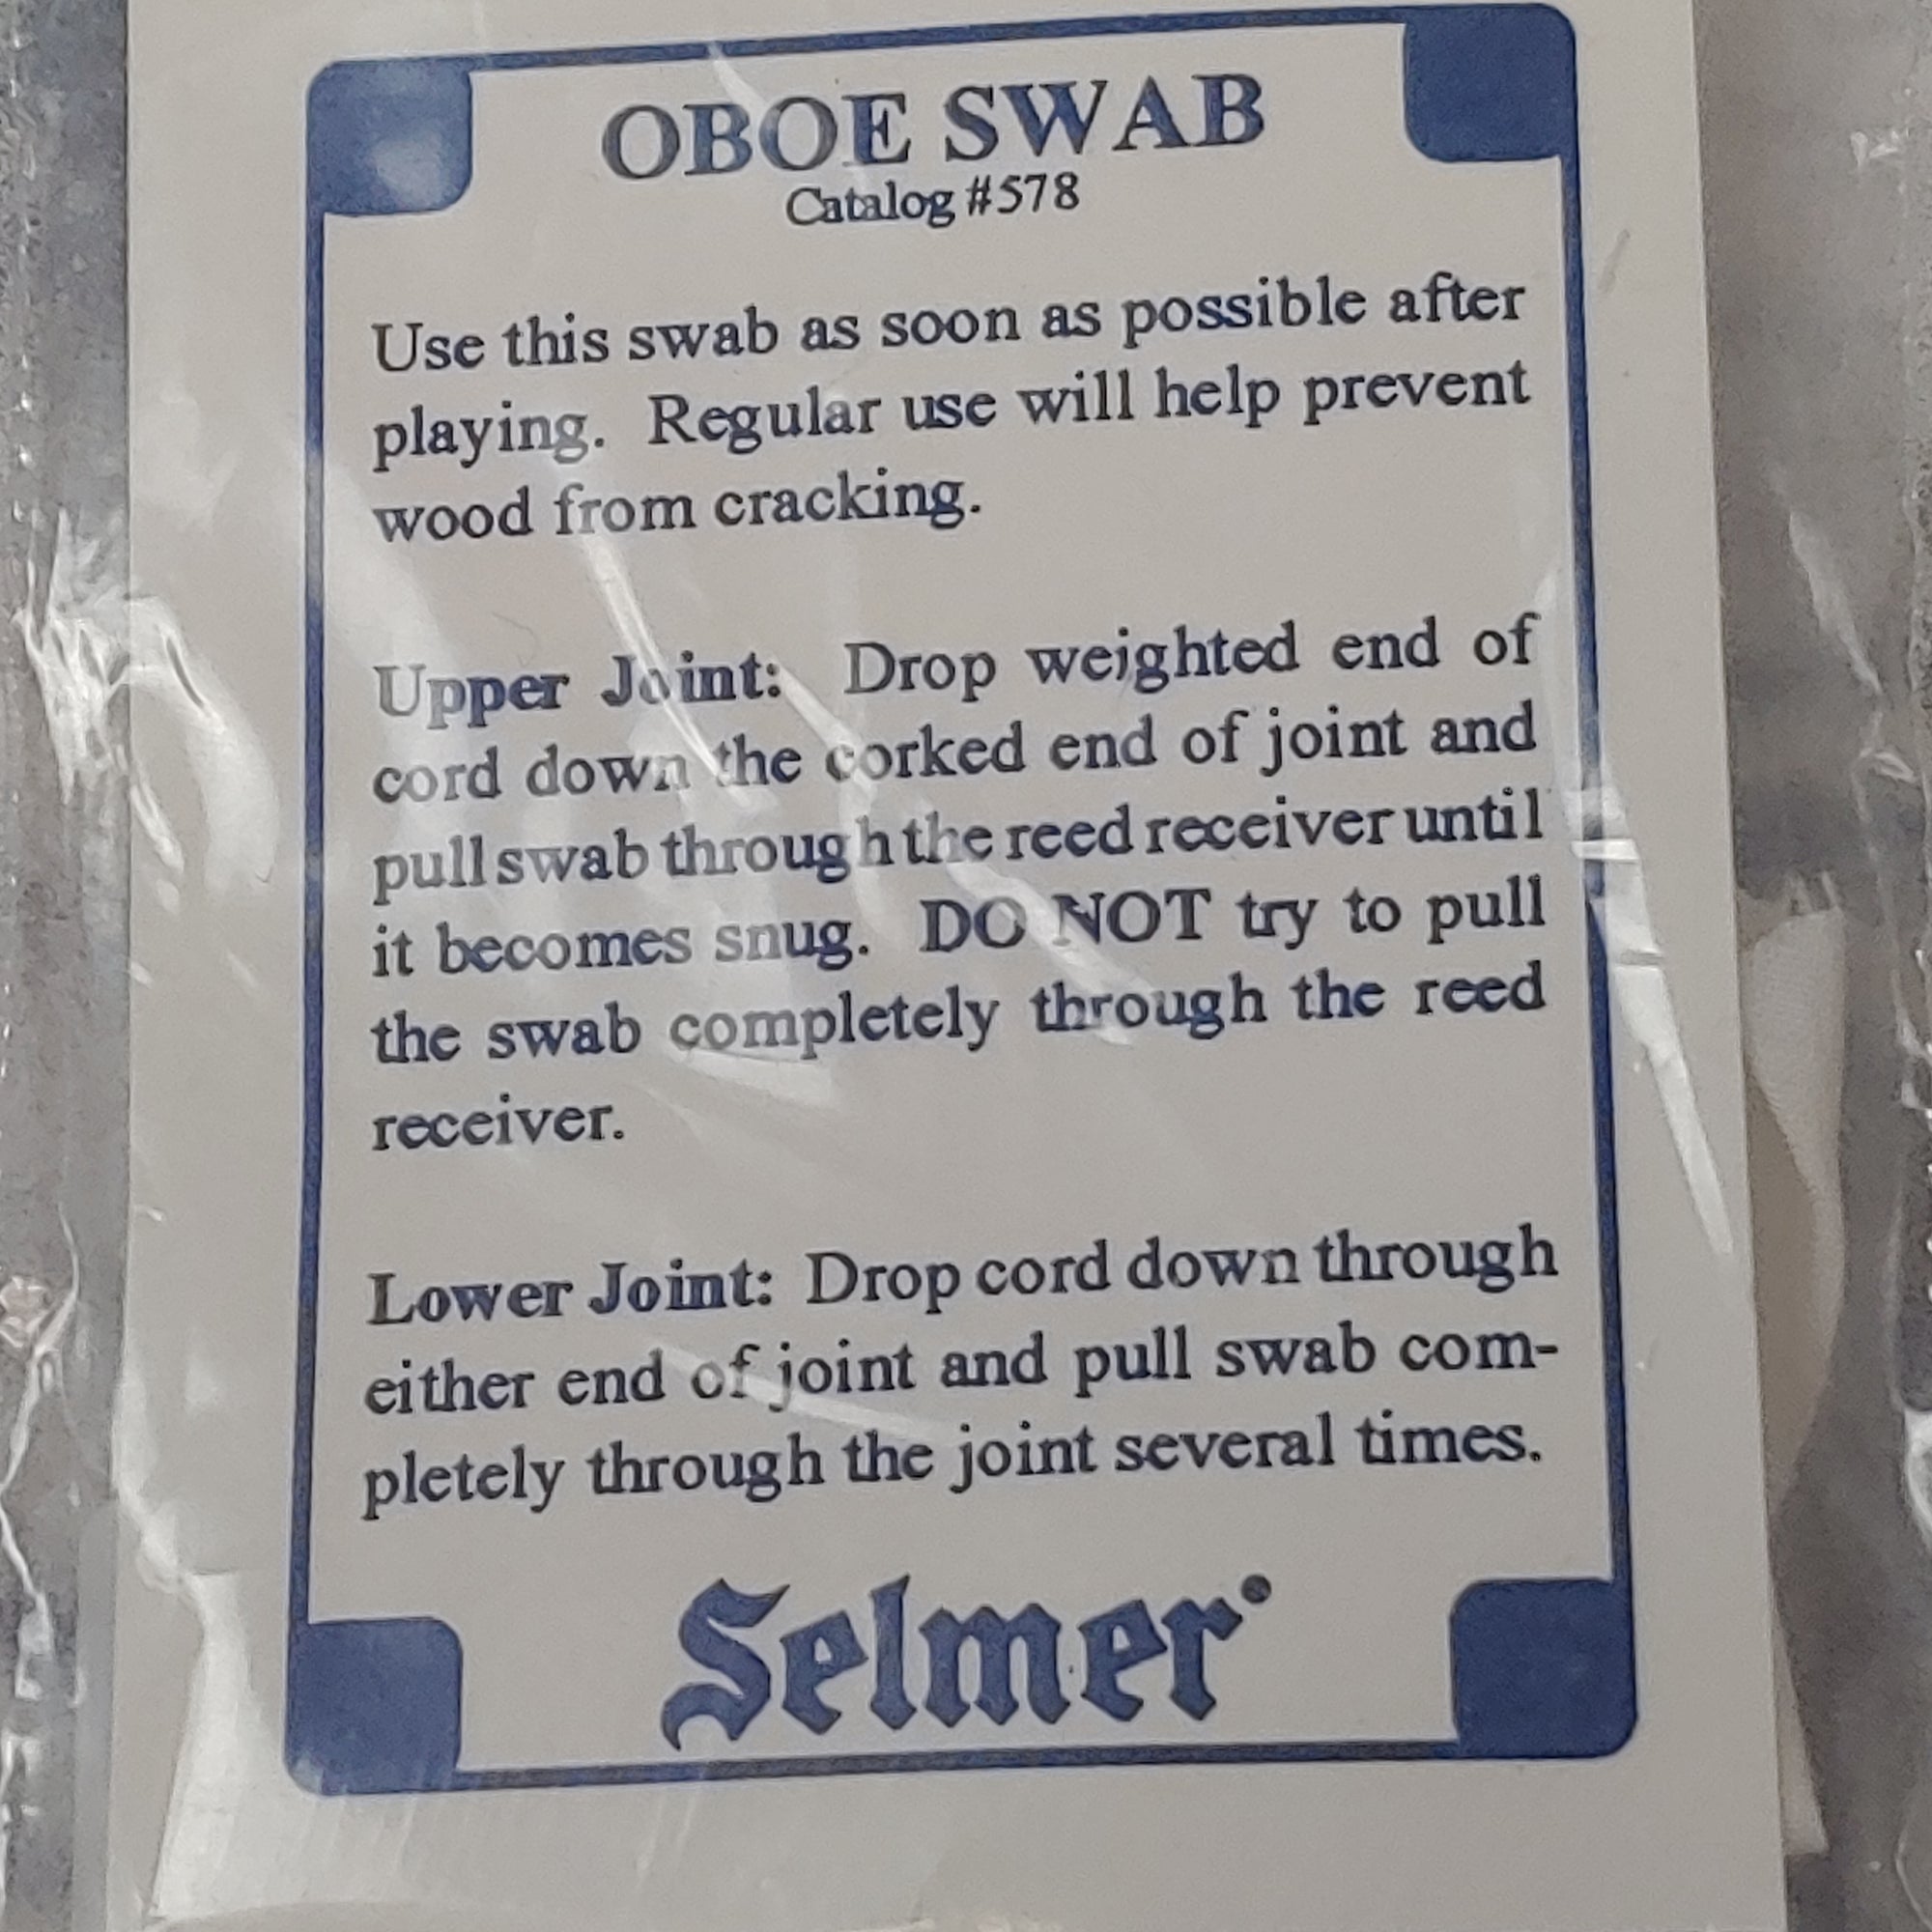 OBOE SWAB
Catalog #578
Use this swab as soon as possible after
playing. Regular use will help prevent
wood from cracking.
Upper Joint: Drop weighted end of
cord down the corked end of joint and
pull swab through the reed receiver until
it becomes snug. DO NOT try to pull
the swab completely through the reed
receiver.
Lower Joint: Drop cord down through
either end of joint and pull swab com-
pletely through the joint several times.
Selmer®